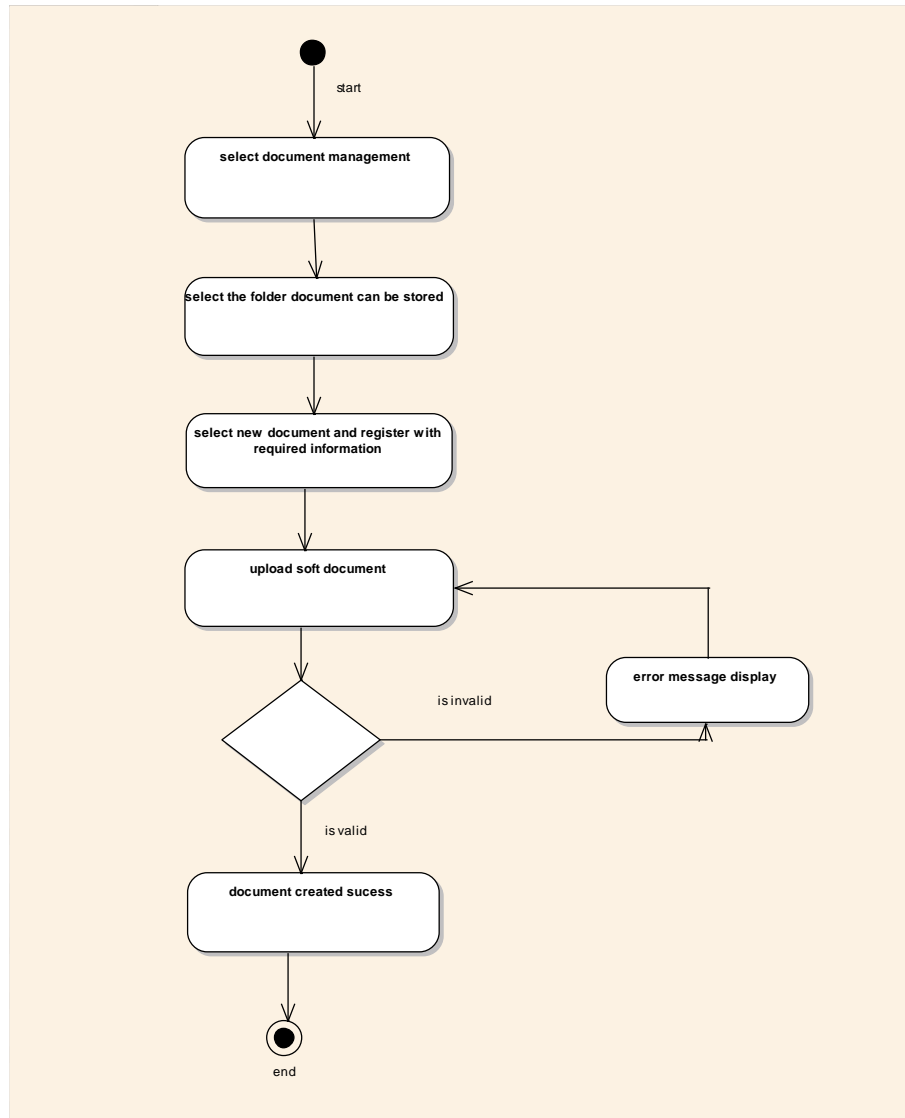 start
select document management
select the folder document can be stored
select new document and register with
required information
upload soft document
error message display
is invalid
is valid
document created sucess
end